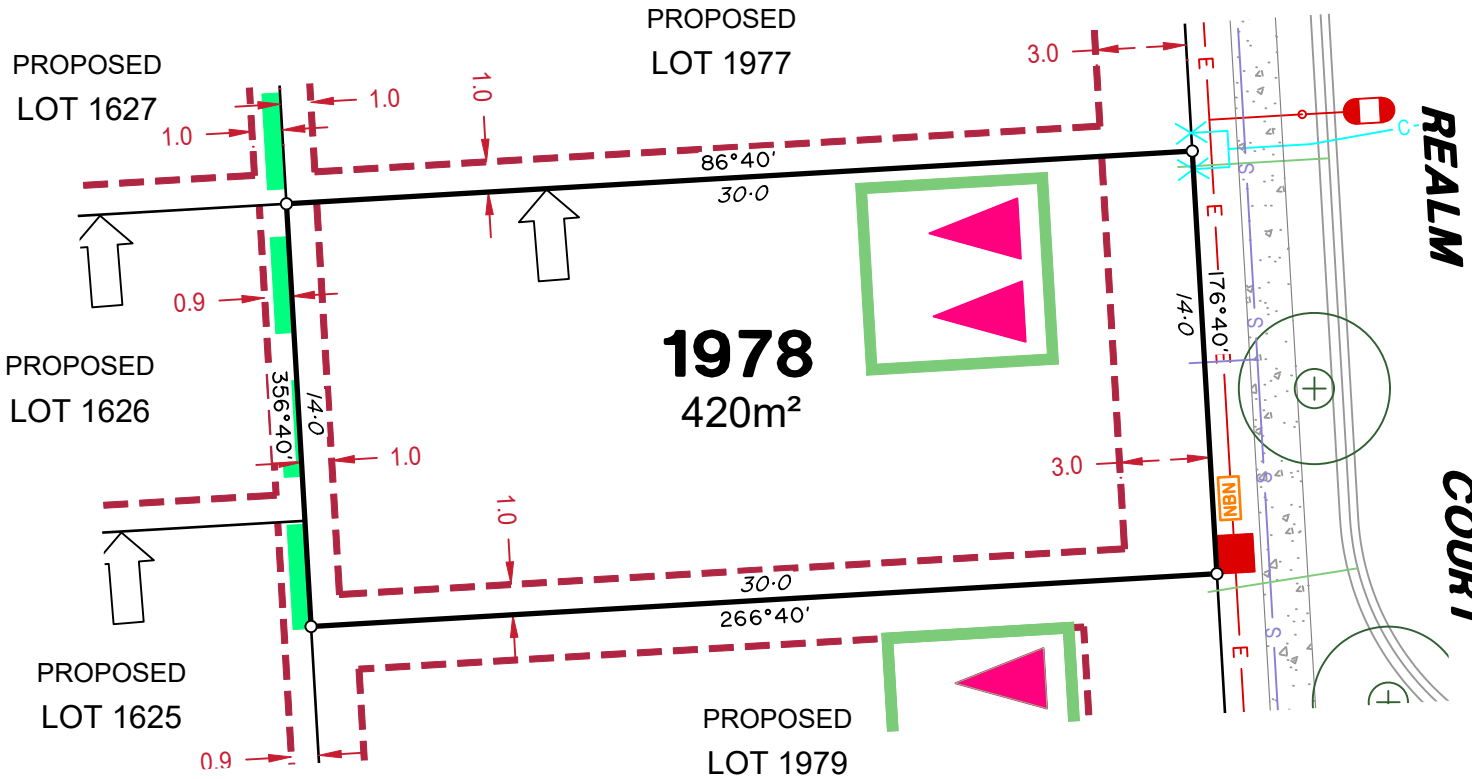 PROPOSED
LOT 1977
PROPOSED
LOT 1627
1.0
1.0
1.0
3.0
86°40'
30·0
E
C
S
REALM
E
0.9
1978
420m²
14·0
176°40'
S
E
PROPOSED
LOT 1626
356°40'
14·0
1.0
3.0
S
NBN
COURT
1.0
30·0
266°40'
S
E
PROPOSED
LOT 1625
0.9
PROPOSED
LOT 1979